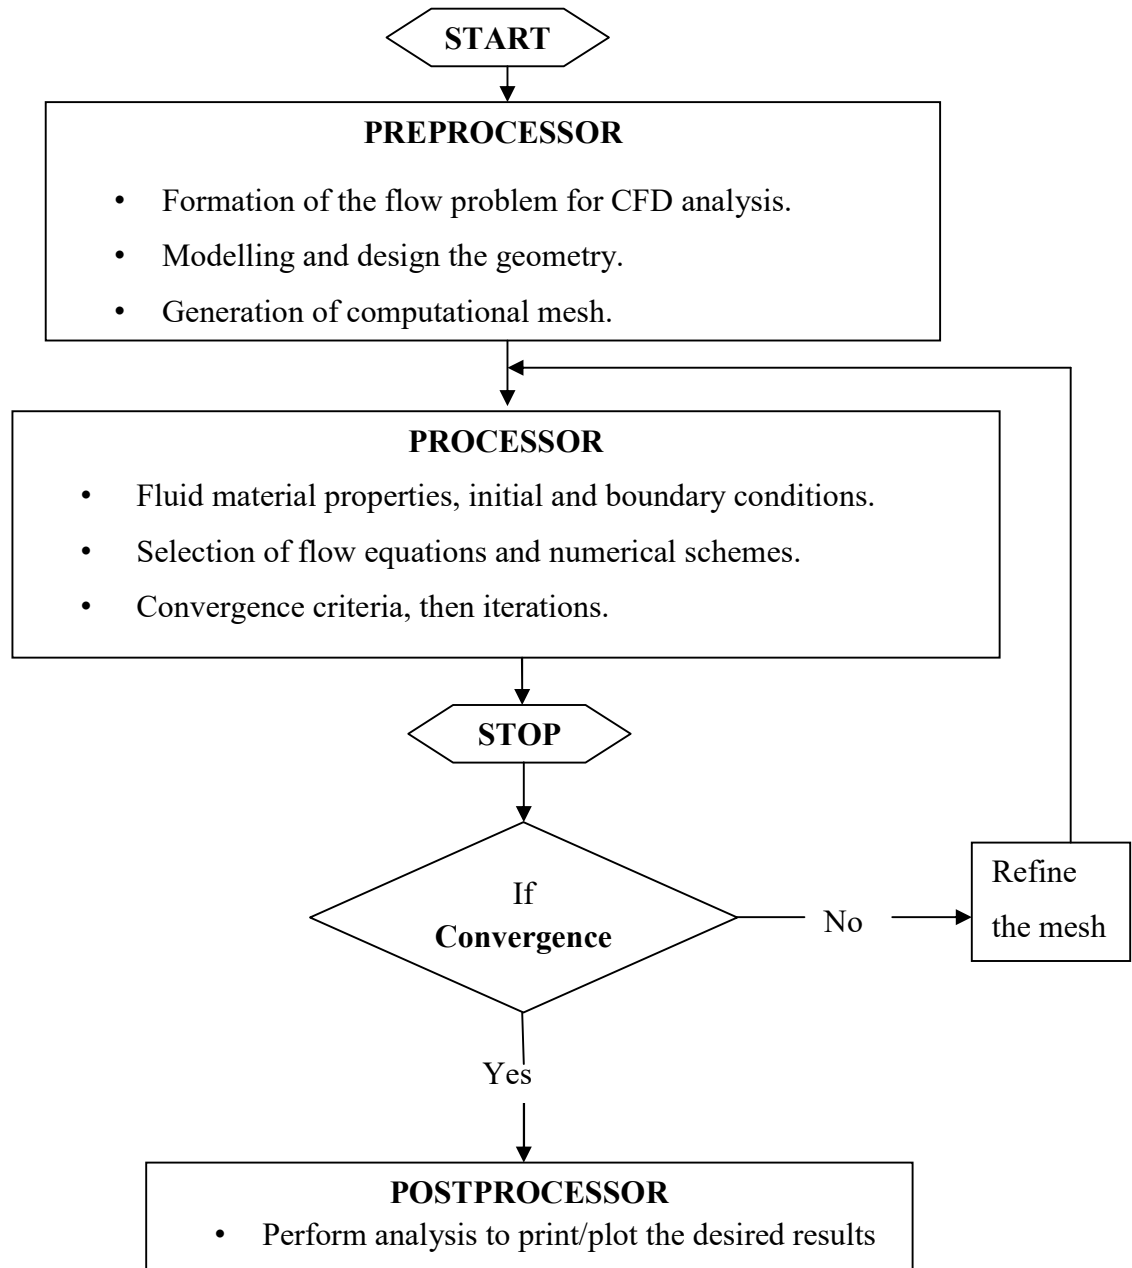 START
PREPROCESSOR
• Formation of the flow problem for CFD analysis.
• Modelling and design the geometry.
• Generation of computational mesh.
PROCESSOR
• Fluid material properties, initial and boundary conditions.
• Selection of flow equations and numerical schemes.
• Convergence criteria, then iterations.
STOP
If
Convergence
No
Refine
the mesh
Yes
POSTPROCESSOR
• Perform analysis to print/plot the desired results